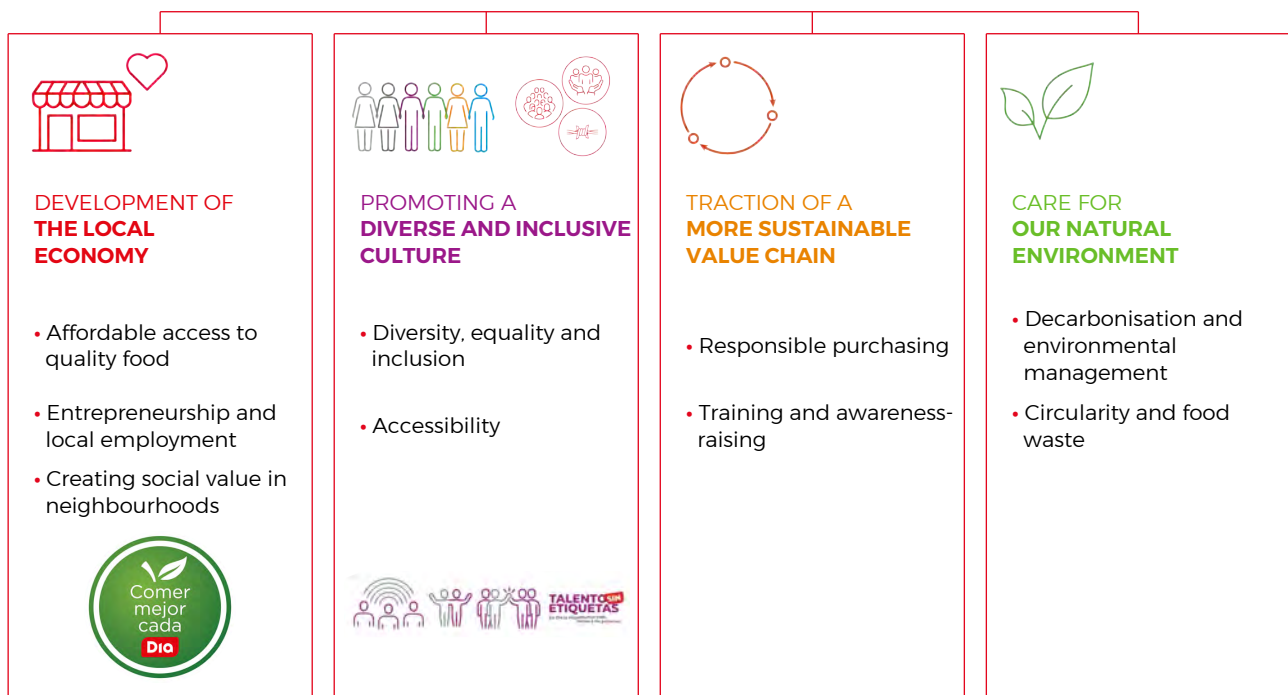 DEVELOPMENT OF
THE LOCAL
ECONOMY
• Affordable access to
quality food
• Entrepreneurship and
local employment
• Creating social value in
neighbourhoods
Comer
mejor
cada
Dia
PROMOTING A
DIVERSE AND INCLUSIVE
CULTURE
• Diversity, equality and
inclusion
• Accessibility
TALENTO SIN
ETIQUETAS
TRACTION OF A
MORE SUSTAINABLE
VALUE CHAIN
• Responsible purchasing
• Training and awareness-
raising
CARE FOR
OUR NATURAL
ENVIRONMENT
• Decarbonisation and
environmental
management
• Circularity and food
waste